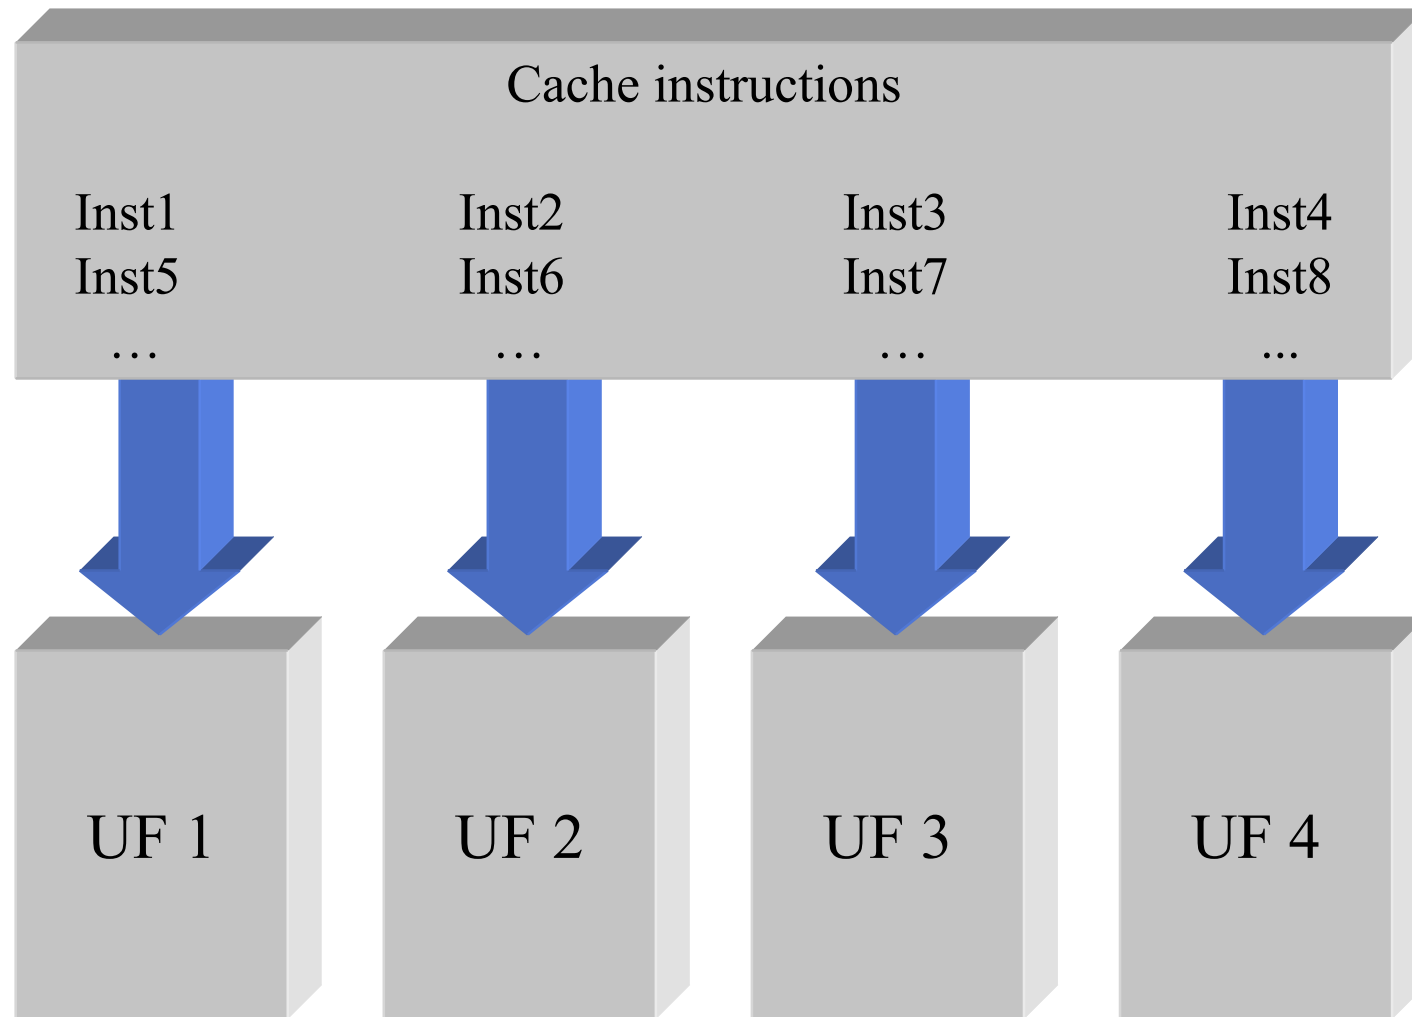 Cache instructions
Inst1 Inst2 Inst3 Inst4
Inst5 Inst6 Inst7 Inst8
… … … ...
UF 1 UF 2 UF 3 UF 4